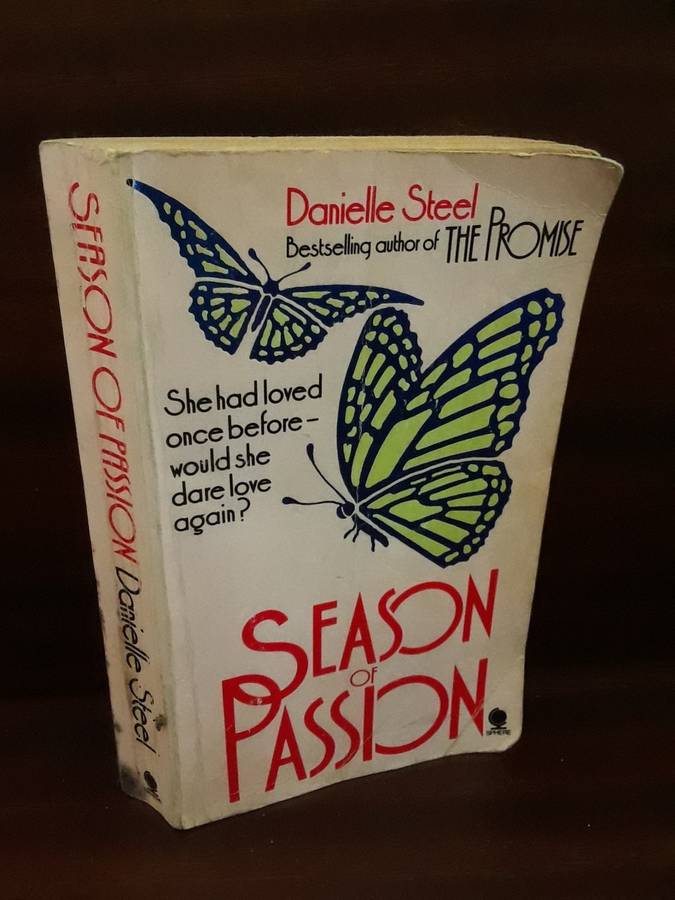 Danielle Steel
Bestselling author of THE PROMISE
She had loved
once before –
would she
dare love
again?
SEASON
OF
PASSION
SPHERE
SEASON OF PASSION Danielle Steel